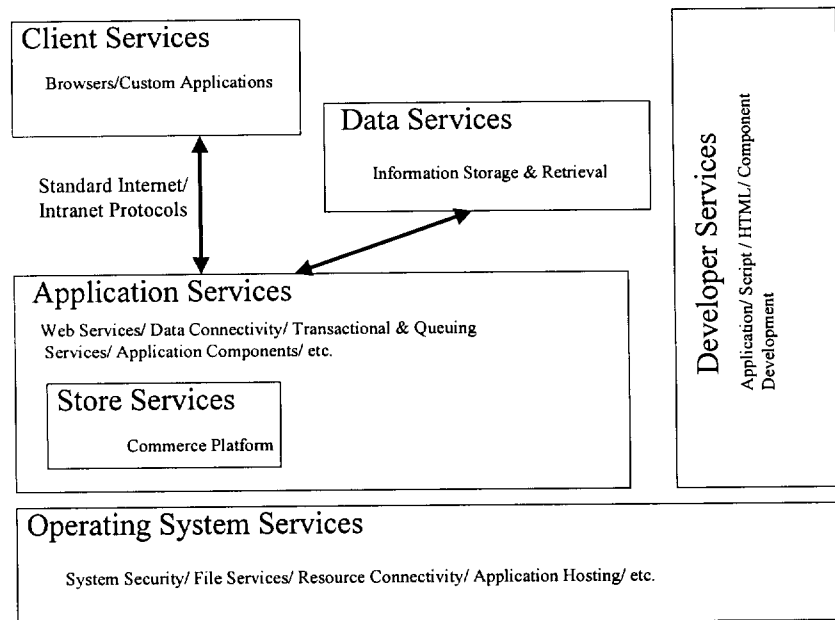 Client Services
Browsers/Custom Applications
Data Services
Information Storage & Retrieval
Standard Internet/
Intranet Protocols
Application Services
Web Services/ Data Connectivity/ Transactional & Queuing
Services/ Application Components/ etc.
Store Services
Commerce Platform
Developer Services
Application/ Script / HTML/ Component
Development
Operating System Services
System Security/ File Services/ Resource Connectivity/ Application Hosting/ etc.